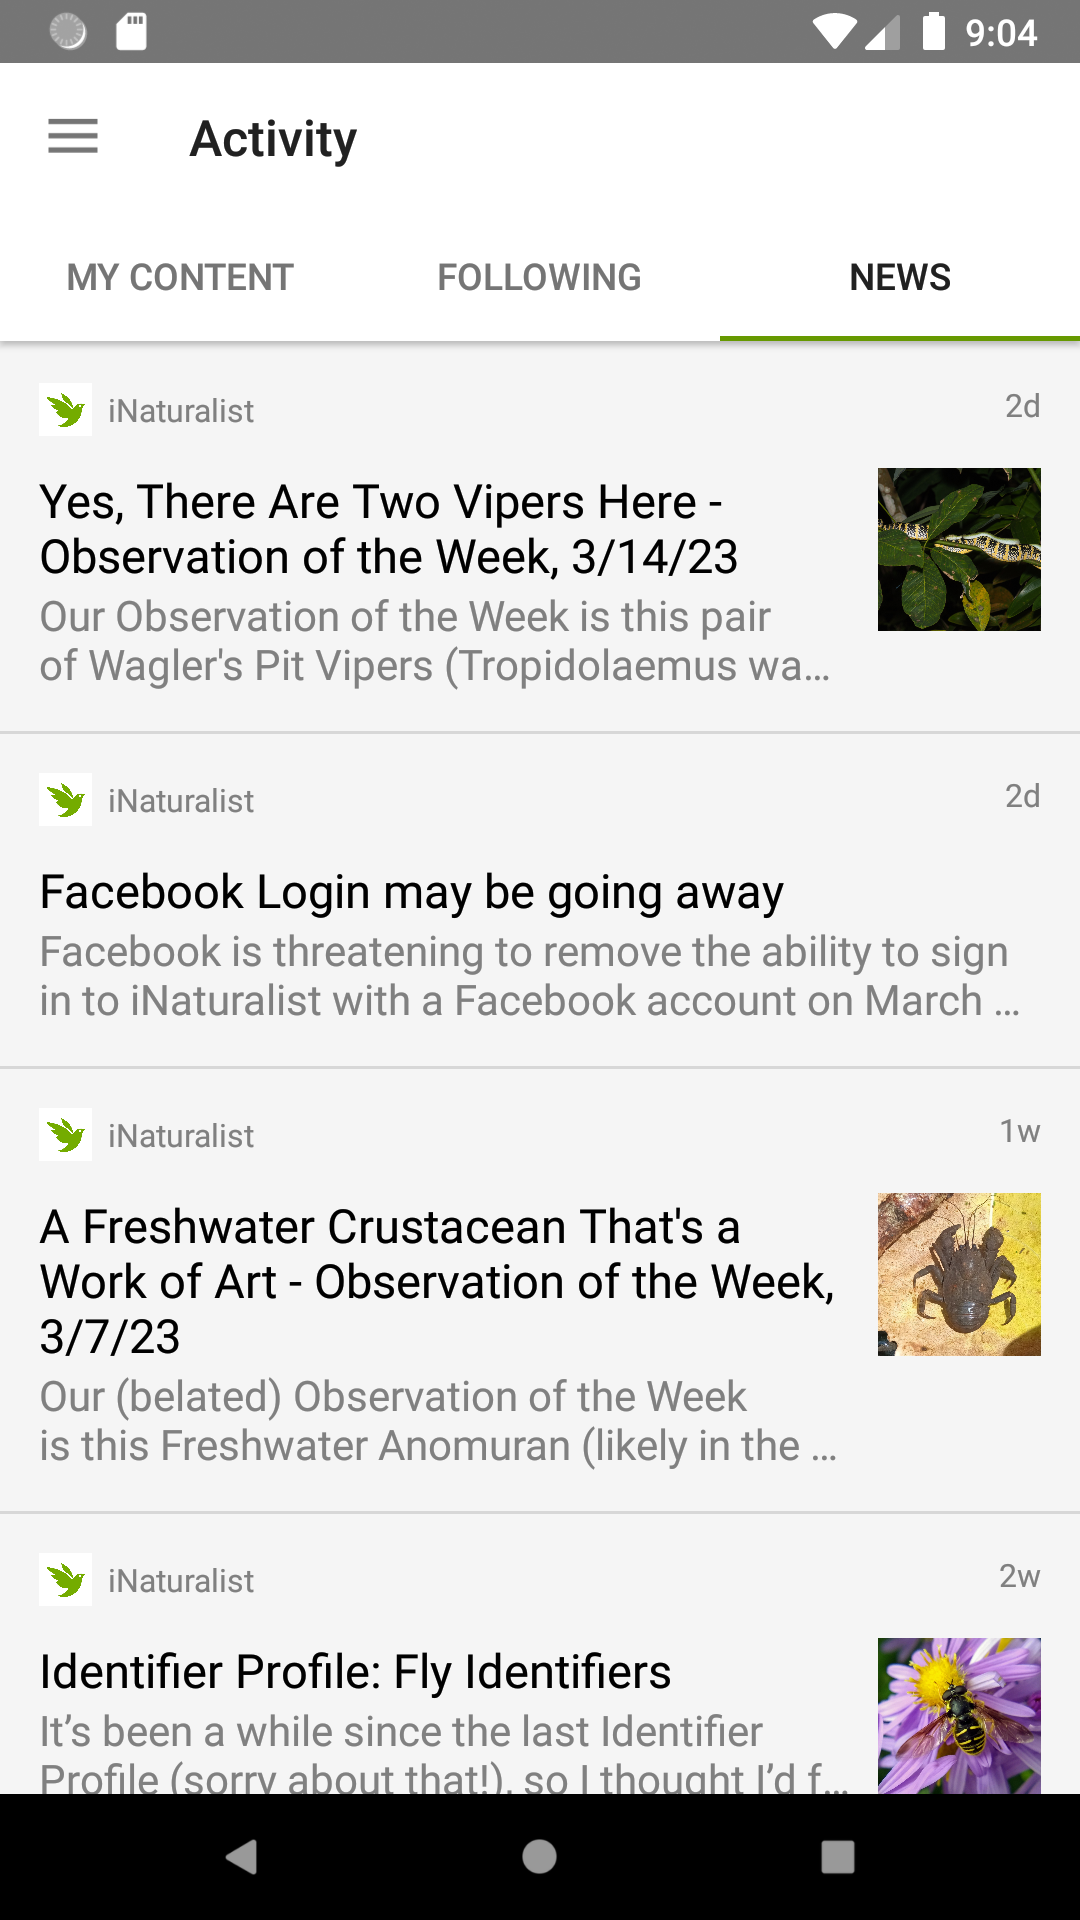 9:04
Activity
MY CONTENT FOLLOWING NEWS
iNaturalist 2d
Yes, There Are Two Vipers Here -
Observation of the Week, 3/14/23
Our Observation of the Week is this pair
of Wagler's Pit Vipers (Tropidolaemus wa...
iNaturalist 2d
Facebook Login may be going away
Facebook is threatening to remove the ability to sign
in to iNaturalist with a Facebook account on March ...
iNaturalist 1w
A Freshwater Crustacean That's a
Work of Art - Observation of the Week,
3/7/23
Our (belated) Observation of the Week
is this Freshwater Anomuran (likely in the ...
iNaturalist 2w
Identifier Profile: Fly Identifiers
It’s been a while since the last Identifier
Profile (sorry about that!), so I thought I’d f...